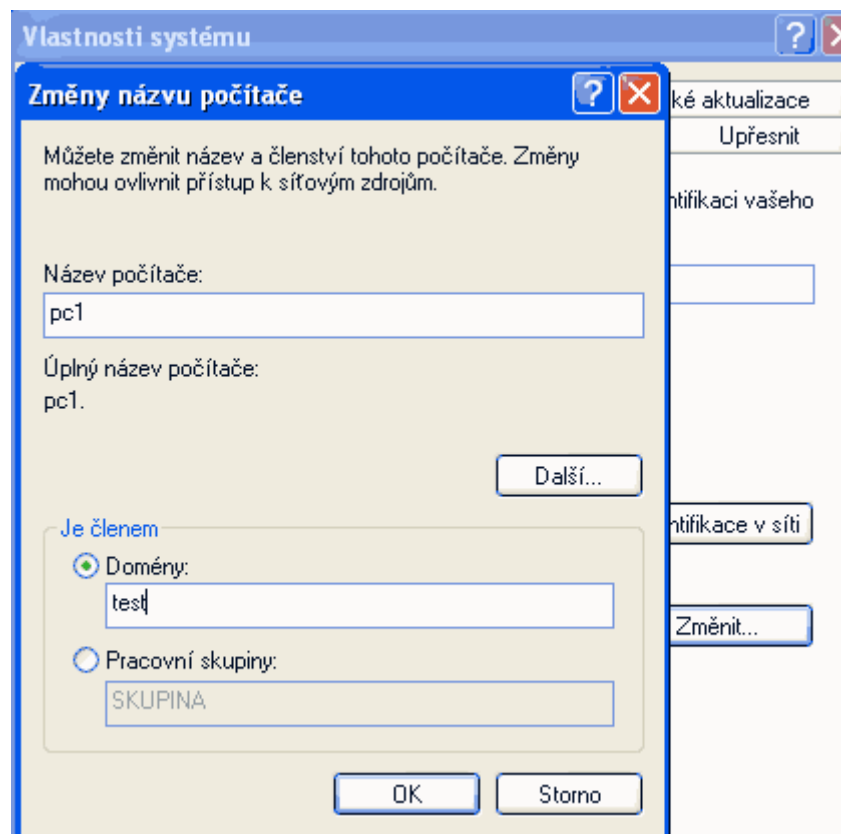 Vlastnosti systému
Změny názvu počítače
ké aktualizace
Upřesnit
Můžete změnit název a členství tohoto počítače. Změny
mohou ovlivnit přístup k síťovým zdrojům.
ntifikaci vašeho
Název počítače:
pc1
Úplný název počítače:
pc1.
Další...
Je členem
ntifikace v síti
Domény:
test
Změnit...
Pracovní skupiny:
SKUPINA
OK
Storno